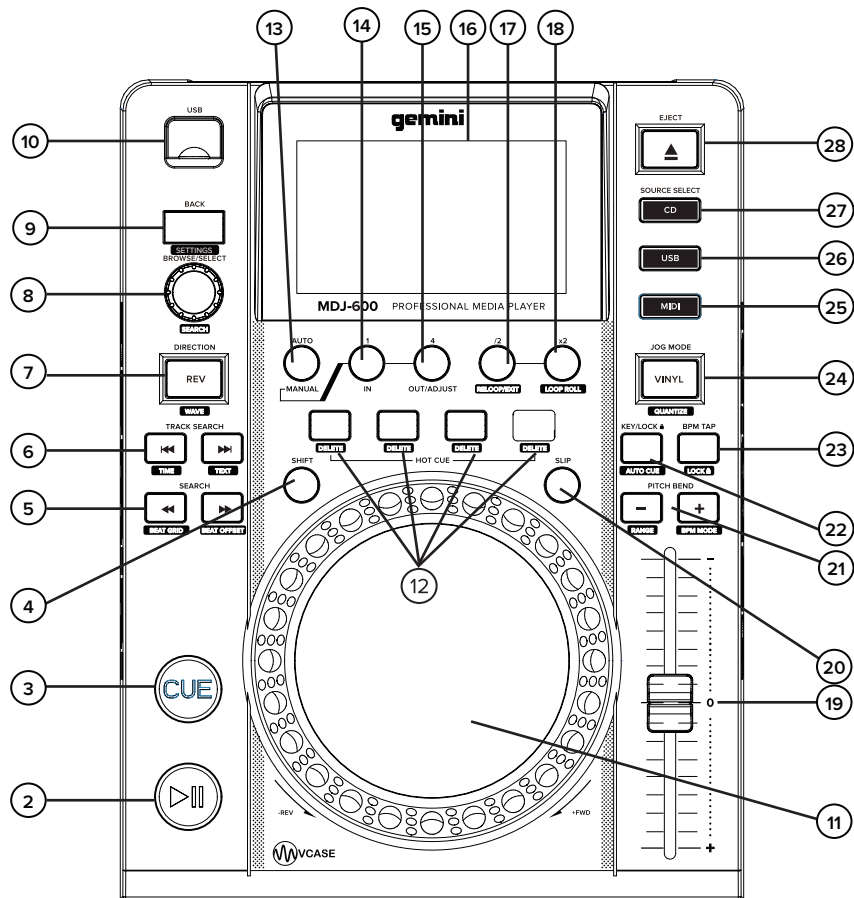 13 14 15 16 17 18
USB
gemini
EJECT
10
28
BACK
SOURCE SELECT
CD
27
9
SETTINGS
BROWSE/SELECT
USB
26
8
MIDI
25
SEARCH
MDJ-600 PROFESSIONAL MEDIA PLAYER
DIRECTION
AUTO 1 4 /2 x2
JOG MODE
7
REV
VINYL
24
MANUAL IN OUT/ADJUST RELOOP/EXIT LOOP ROLL
WAVE
QUANTIZE
TRACK SEARCH
KEY/LOCK BPM TAP
6
23
TIME TEXT
DELETE DELETE DELETE DELETE
HOT CUE
AUTO CUE LOCK
SHIFT SLIP
SEARCH
PITCH BEND
5
- +
22
BEAT GRID BEAT OFFSET
RANGE BPM MODE
21
4
12
-
20
3
CUE
0
19
2
11
-REV
+FWD
VCASE
+